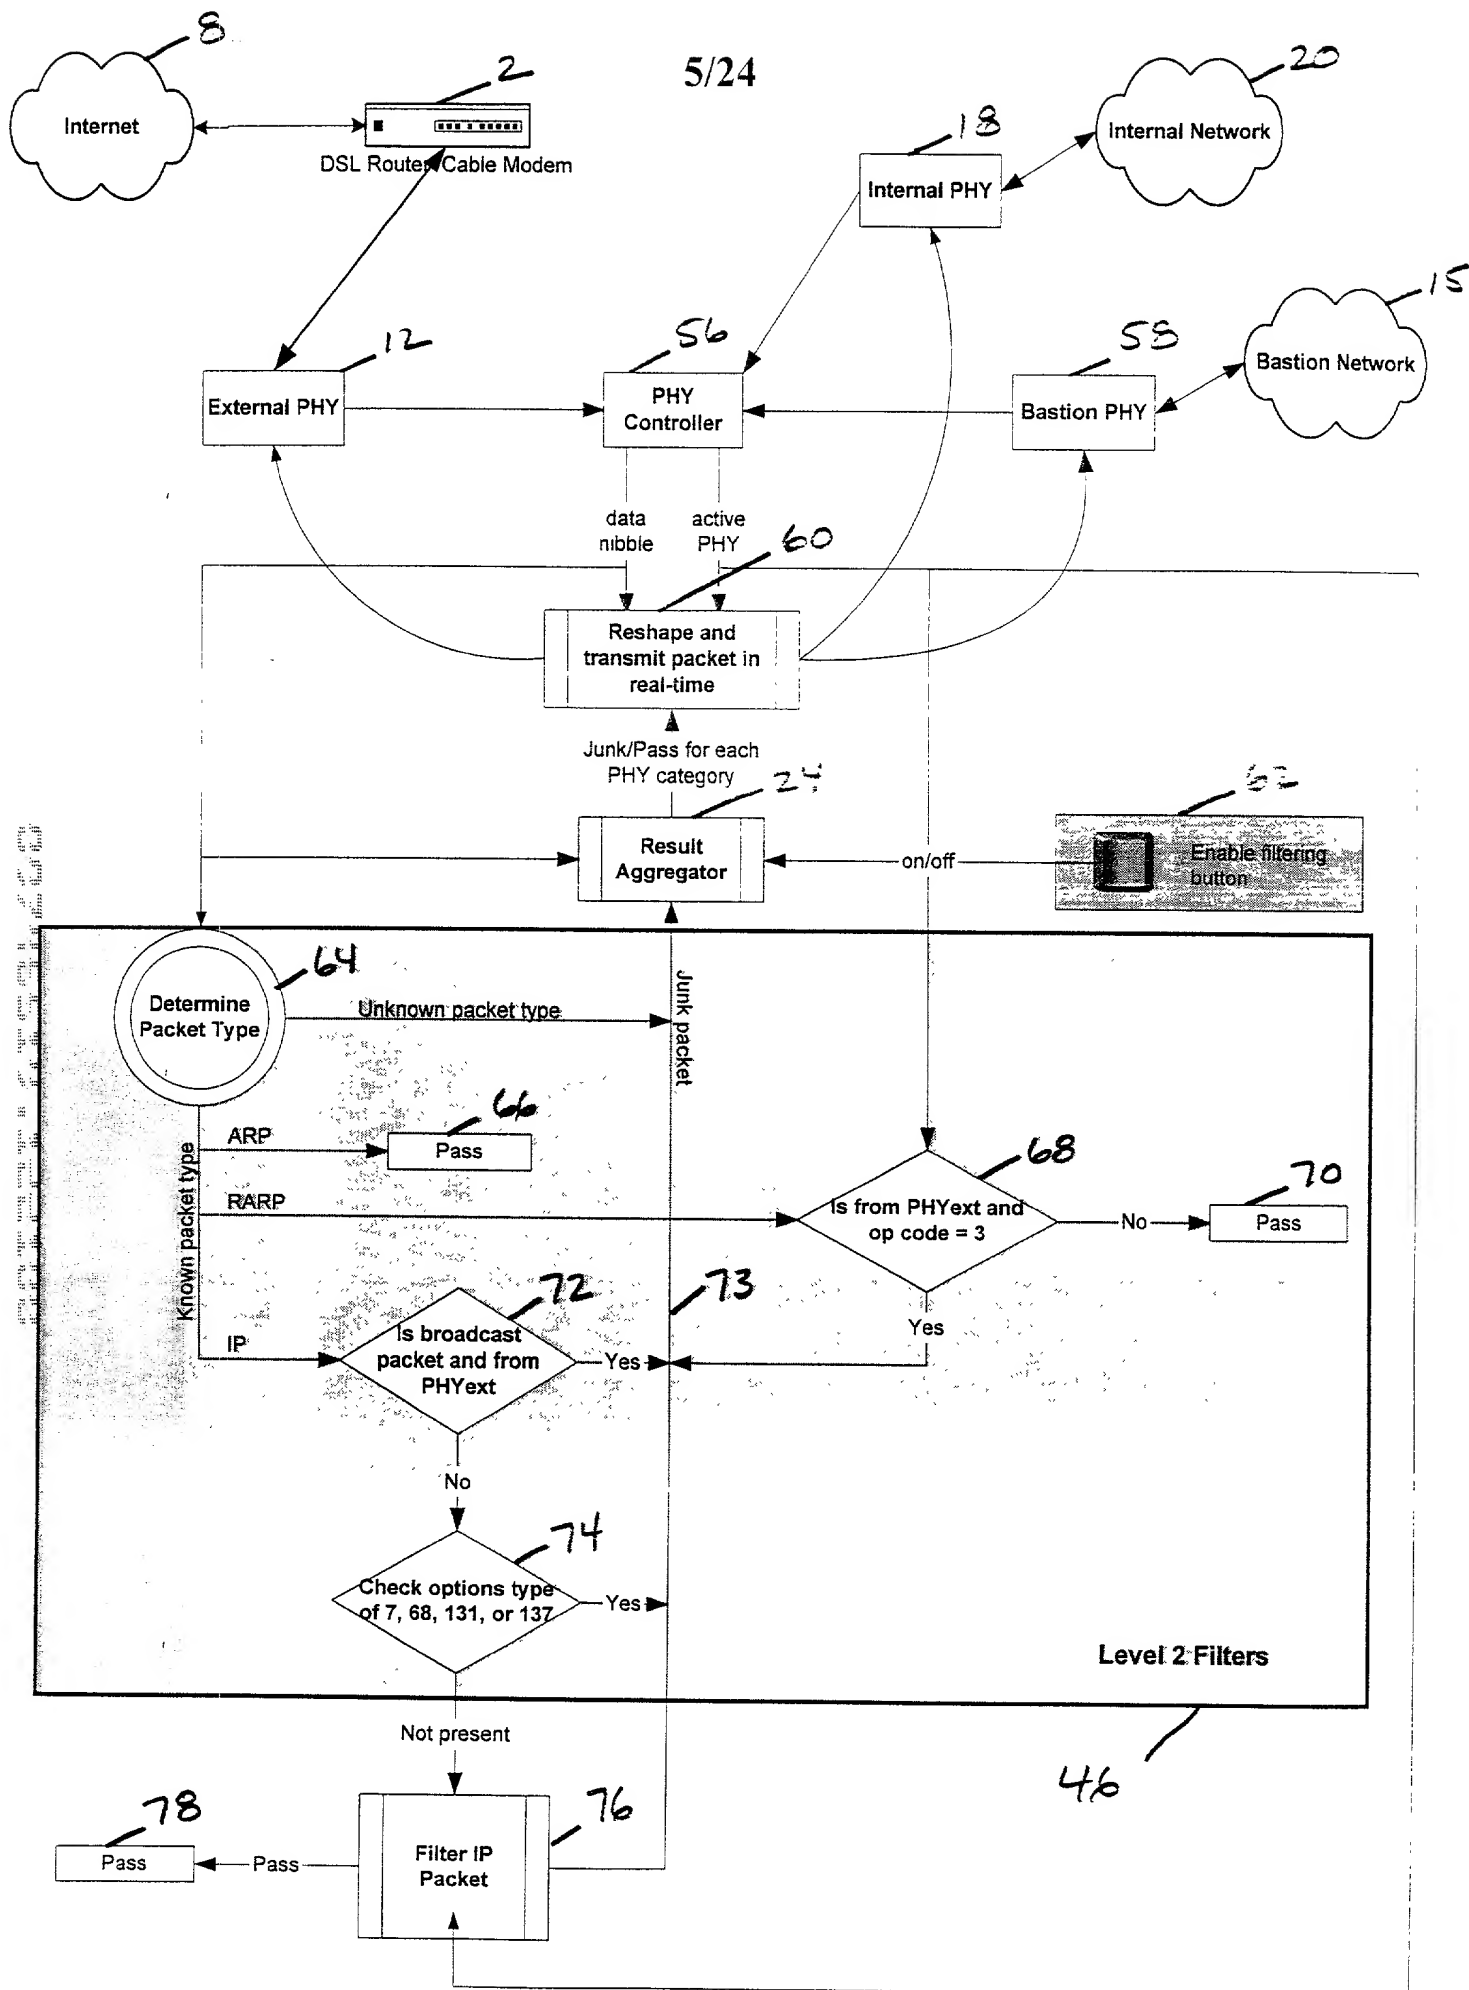 8
2
5/24
20
Internet
DSL Router/Cable Modem
18
Internal Network
Internal PHY
15
12
56
58
Bastion Network
External PHY
PHY
Controller
Bastion PHY
data
nibble
active
PHY
60
Reshape and
transmit packet in
real-time
Junk/Pass for each
PHY category
24
62
Result
Aggregator
on/off
Enable filtering
button
64
Determine
Packet Type
Unknown packet type
Junk packet
66
ARP
Pass
68
70
Known packet type
RARP
Is from PHYext and
op code = 3
No
Pass
72
73
Yes
IP
Is broadcast
packet and from
PHYext
Yes
No
74
Check options type
of 7, 68, 131, or 137
Yes
Level 2 Filters
Not present
46
78
76
Pass
Pass
Filter IP
Packet